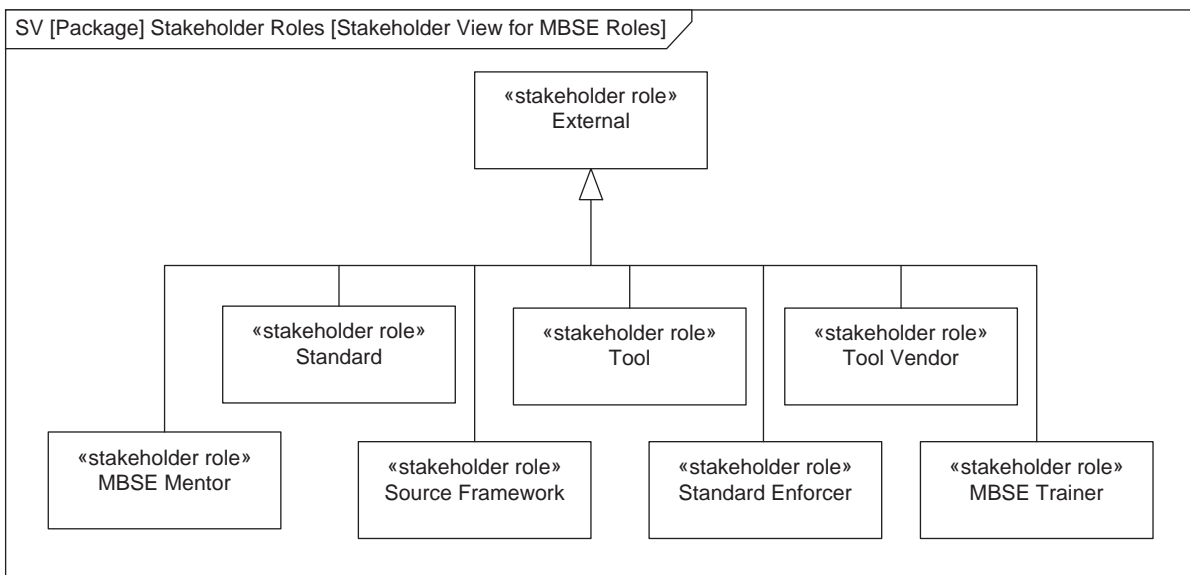 SV [Package] Stakeholder Roles [Stakeholder View for MBSE Roles]
«stakeholder role»
External
«stakeholder role»
Standard
«stakeholder role»
Tool
«stakeholder role»
Tool Vendor
«stakeholder role»
MBSE Mentor
«stakeholder role»
Source Framework
«stakeholder role»
Standard Enforcer
«stakeholder role»
MBSE Trainer